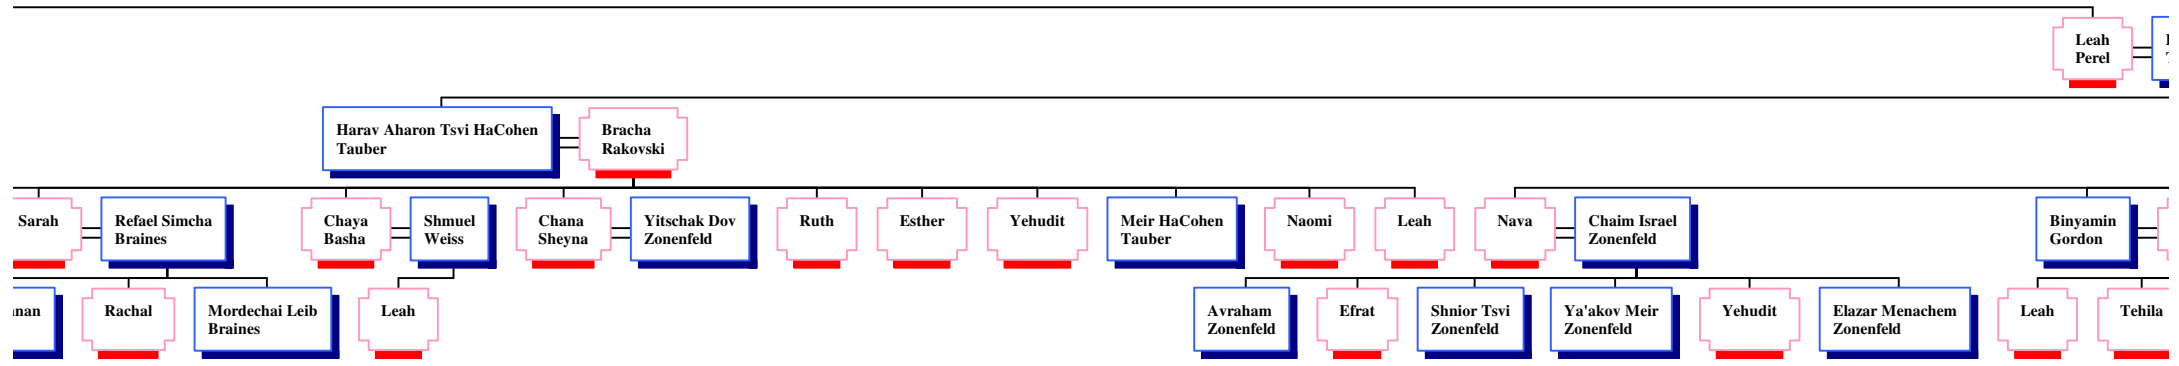 Leah
Perel
Harav Aharon Tsvi HaCohen
Tauber
Bracha
Rakovski
Sarah
Refael Simcha
Braines
Chaya
Basha
Shmuel
Weiss
Chana
Sheyna
Yitschak Dov
Zonenfeld
Ruth
Esther
Yehudit
Meir HaCohen
Tauber
Naomi
Leah
Nava
Chaim Israel
Zonenfeld
Binyamin
Gordon
Rachal
Mordechai Leib
Braines
Leah
Avraham
Zonenfeld
Efrat
Shnior Tsvi
Zonenfeld
Ya'akov Meir
Zonenfeld
Yehudit
Elazar Menachem
Zonenfeld
Leah
Tehila